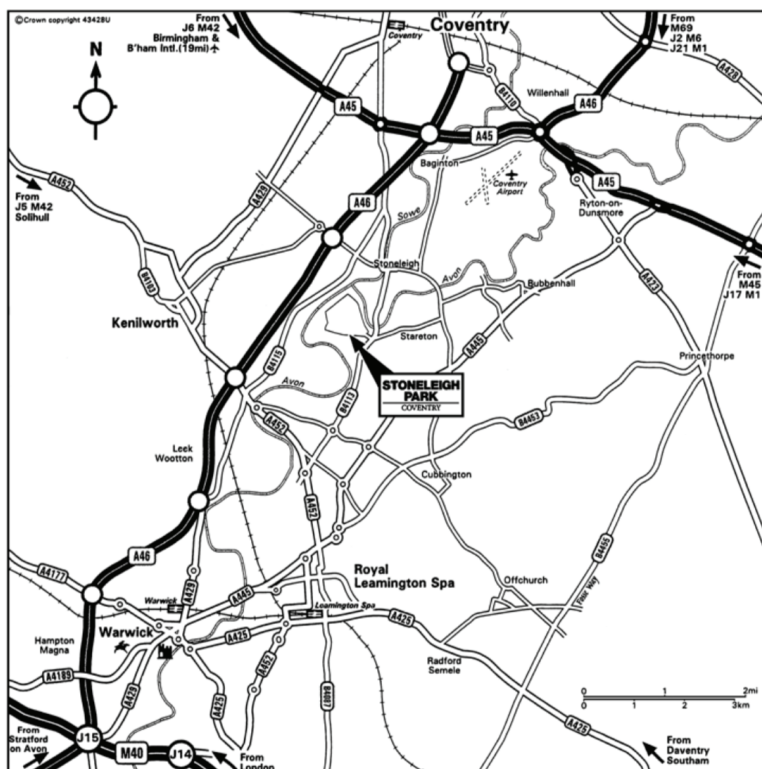 ©Crown copyright 43428U
From
J6 M42
Birmingham &
B'ham Intl.(19mi)
Coventry
Coventry
From
M69
J2 M6
J21 M1
A428
N
B4110
Willenhall
A46
A45
A45
Baginton
Coventry
Airport
A45
A452
From
J5 M42
Solihull
A429
A46
Sowe
Ryton-on-
Dunsmore
Stoneleigh
Avon
Bubbenhall
From
M45
J17 M1
A423
B4103
Kenilworth
Stareton
B4115
A445
Princethorpe
STONELEIGH
PARK
COVENTRY
Avon
B4113
A452
B4453
Leek
Wootton
Cubbington
A452
A46
B4455
A4177
Royal
Leamington Spa
Offchurch
Fosse Way
A429
A445
Warwick
Leamington Spa
Warwick
A425
A425
Hampton
Magna
Radford
Semele
A452
A4189
A429
A425
B4087
0 1 2mi
0 1 2 3km
A425
From
Stratford
on Avon
J15
M40
J14
From
London
From
Daventry
Southam